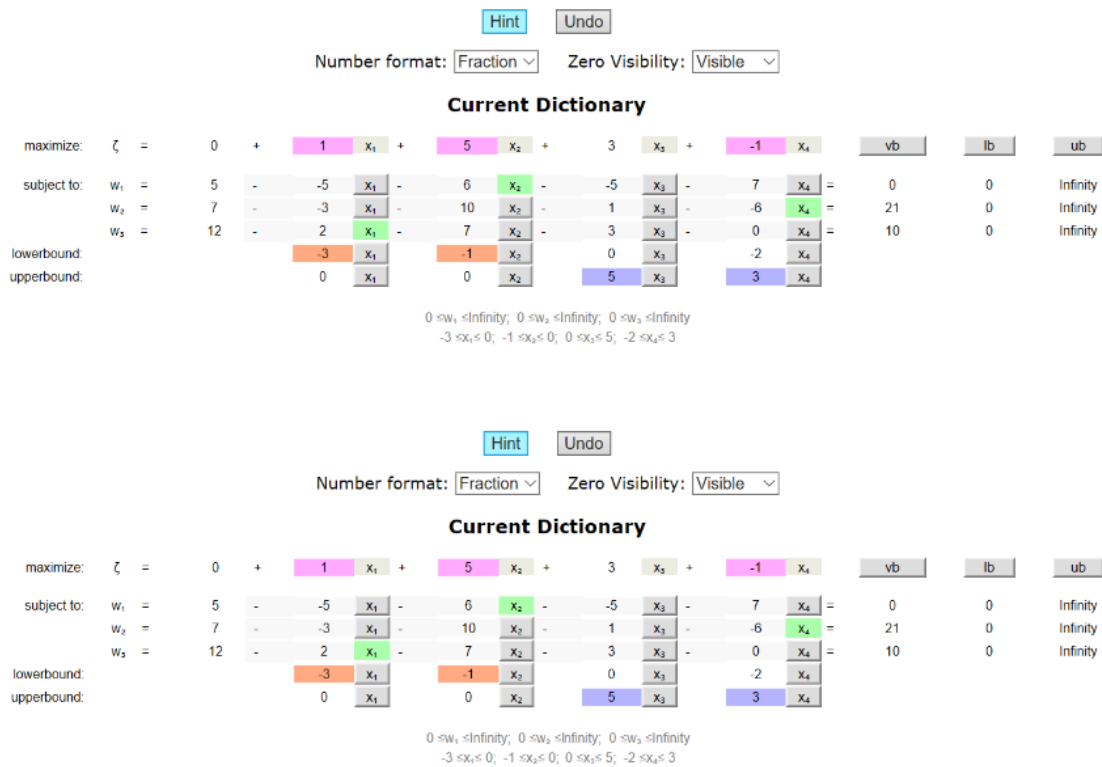 Hint Undo
Number format: Fraction Zero Visibility: Visible
Current Dictionary
maximize: ζ = 0 + 1 x₁ + 5 x₂ + 3 x₃ + -1 x₄ vb lb ub
subject to: w₁ = 5 - -5 x₁ - 6 x₂ - -5 x₃ - 7 x₄ = 0 0 Infinity
w₂ = 7 - -3 x₁ - 10 x₂ - 1 x₃ - -6 x₄ = 21 0 Infinity
w₃ = 12 - 2 x₁ - 7 x₂ - 3 x₃ - 0 x₄ = 10 0 Infinity
lowerbound: -3 x₁ -1 x₂ 0 x₃ -2 x₄
upperbound: 0 x₁ 0 x₂ 5 x₃ 3 x₄
0 ≤w₁ ≤Infinity; 0 ≤w₂ ≤Infinity; 0 ≤w₃ ≤Infinity
-3 ≤x₁≤ 0; -1 ≤x₂≤ 0; 0 ≤x₃≤ 5; -2 ≤x₄≤ 3
Hint Undo
Number format: Fraction Zero Visibility: Visible
Current Dictionary
maximize: ζ = 0 + 1 x₁ + 5 x₂ + 3 x₃ + -1 x₄ vb lb ub
subject to: w₁ = 5 - -5 x₁ - 6 x₂ - -5 x₃ - 7 x₄ = 0 0 Infinity
w₂ = 7 - -3 x₁ - 10 x₂ - 1 x₃ - -6 x₄ = 21 0 Infinity
w₃ = 12 - 2 x₁ - 7 x₂ - 3 x₃ - 0 x₄ = 10 0 Infinity
lowerbound: -3 x₁ -1 x₂ 0 x₃ -2 x₄
upperbound: 0 x₁ 0 x₂ 5 x₃ 3 x₄
0 ≤w₁ ≤Infinity; 0 ≤w₂ ≤Infinity; 0 ≤w₃ ≤Infinity
-3 ≤x₁≤ 0; -1 ≤x₂≤ 0; 0 ≤x₃≤ 5; -2 ≤x₄≤ 3